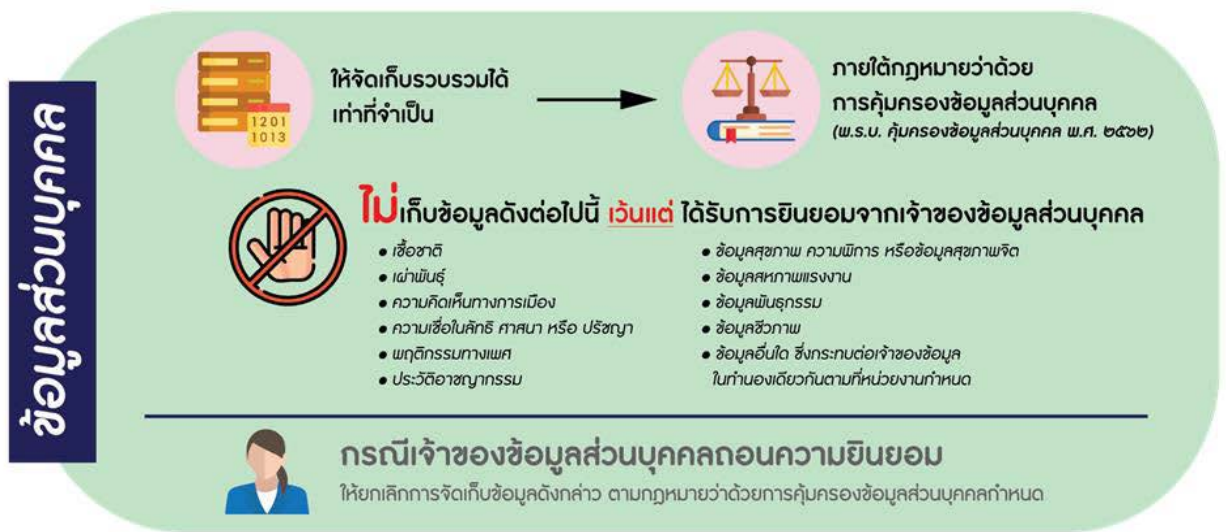 ข้อมูลส่วนบุคคล
ให้จัดเก็บรวบรวมได้
เท่าที่จำเป็น
1201
1013
ภายใต้กฎหมายว่าด้วย
การคุ้มครองข้อมูลส่วนบุคคล
(พ.ร.บ. คุ้มครองข้อมูลส่วนบุคคล พ.ศ. ๒๕๖๒)
ไม่เก็บข้อมูลดังต่อไปนี้ เว้นแต่ ได้รับการยินยอมจากเจ้าของข้อมูลส่วนบุคคล
• เชื้อชาติ
• เผ่าพันธุ์
• ความคิดเห็นทางการเมือง
• ความเชื่อในลัทธิ ศาสนา หรือ ปรัชญา
• พฤติกรรมทางเพศ
• ประวัติอาชญากรรม
• ข้อมูลสุขภาพ ความพิการ หรือข้อมูลสุขภาพจิต
• ข้อมูลสหภาพแรงงาน
• ข้อมูลพันธุกรรม
• ข้อมูลชีวภาพ
• ข้อมูลอื่นใด ซึ่งกระทบต่อเจ้าของข้อมูล
ในทำนองเดียวกันตามที่หน่วยงานกำหนด
กรณีเจ้าของข้อมูลส่วนบุคคลถอนความยินยอม
ให้ยกเลิกการจัดเก็บข้อมูลดังกล่าว ตามกฎหมายว่าด้วยการคุ้มครองข้อมูลส่วนบุคคลกำหนด